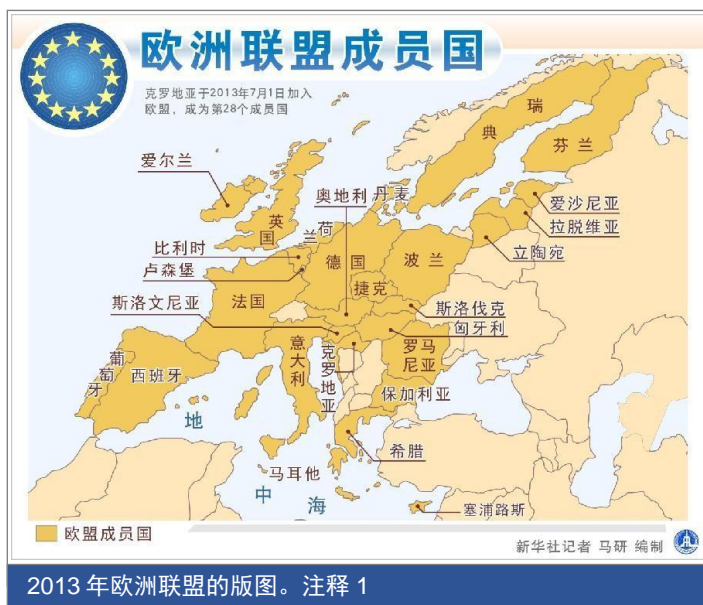 欧洲联盟成员国
克罗地亚于2013年7月1日加入
欧盟，成为第28个成员国
瑞
典
芬兰
爱尔兰
奥地利
丹麦
爱沙尼亚
拉脱维亚
英国
荷兰
立陶宛
比利时
德国
波兰
卢森堡
捷克
斯洛文尼亚
法国
斯洛伐克
匈牙利
意大利
克罗地亚
罗马
尼亚
葡萄牙
西班牙
保加利亚
地
希腊
马耳他
中
海
塞浦路斯
欧盟成员国
新华社记者 马研 编制
2013 年欧洲联盟的版图。注释 1